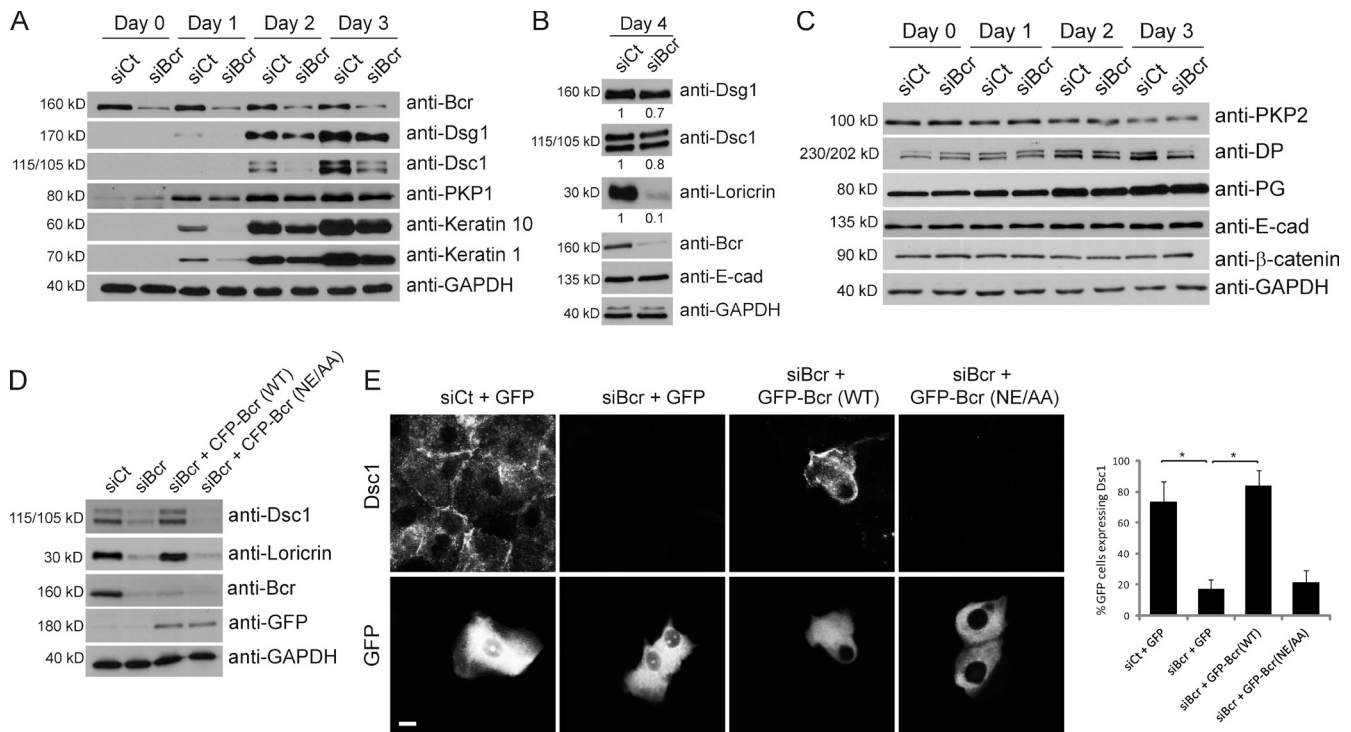 A
Day 0 Day 1 Day 2 Day 3
siCt siBcr siCt siBcr siCt siBcr siCt siBcr
160 kD anti-Bcr
170 kD anti-Dsg1
115/105 kD anti-Dsc1
80 kD anti-PKP1
60 kD anti-Keratin 10
70 kD anti-Keratin 1
40 kD anti-GAPDH
B
Day 4
siCt siBcr
160 kD anti-Dsg1
1 0.7
115/105 kD anti-Dsc1
1 0.8
30 kD anti-Loricrin
1 0.1
160 kD anti-Bcr
135 kD anti-E-cad
40 kD anti-GAPDH
C
Day 0 Day 1 Day 2 Day 3
siCt siBcr siCt siBcr siCt siBcr siCt siBcr
100 kD anti-PKP2
230/202 kD anti-DP
80 kD anti-PG
135 kD anti-E-cad
90 kD anti-β-catenin
40 kD anti-GAPDH
D
siCt siBcr siBcr + CFP-Bcr (WT) siBcr + CFP-Bcr (NE/AA)
115/105 kD anti-Dsc1
30 kD anti-Loricrin
160 kD anti-Bcr
180 kD anti-GFP
40 kD anti-GAPDH
E
siCt + GFP siBcr + GFP
siBcr +
GFP-Bcr (WT)
siBcr +
GFP-Bcr (NE/AA)
Dsc1
GFP
% GFP cells expressing Dsc1
100
80
60
40
20
0
* *
siCt + GFP
siBcr + GFP
siBcr + GFP-Bcr(WT)
siBcr + GFP-Bcr(NE/AA)